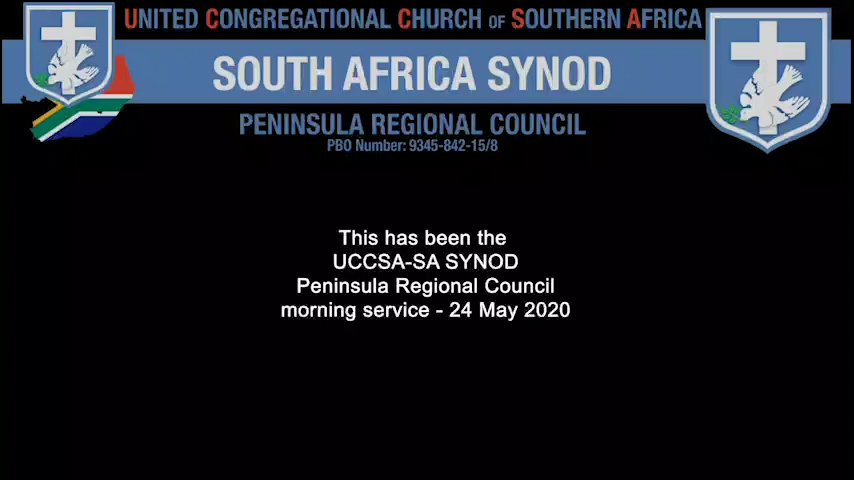 UNITED CONGREGATIONAL CHURCH OF SOUTHERN AFRICA
SOUTH AFRICA SYNOD
PENINSULA REGIONAL COUNCIL
PBO Number: 9345-842-15/8
This has been the
UCCSA-SA SYNOD
Peninsula Regional Council
morning service - 24 May 2020